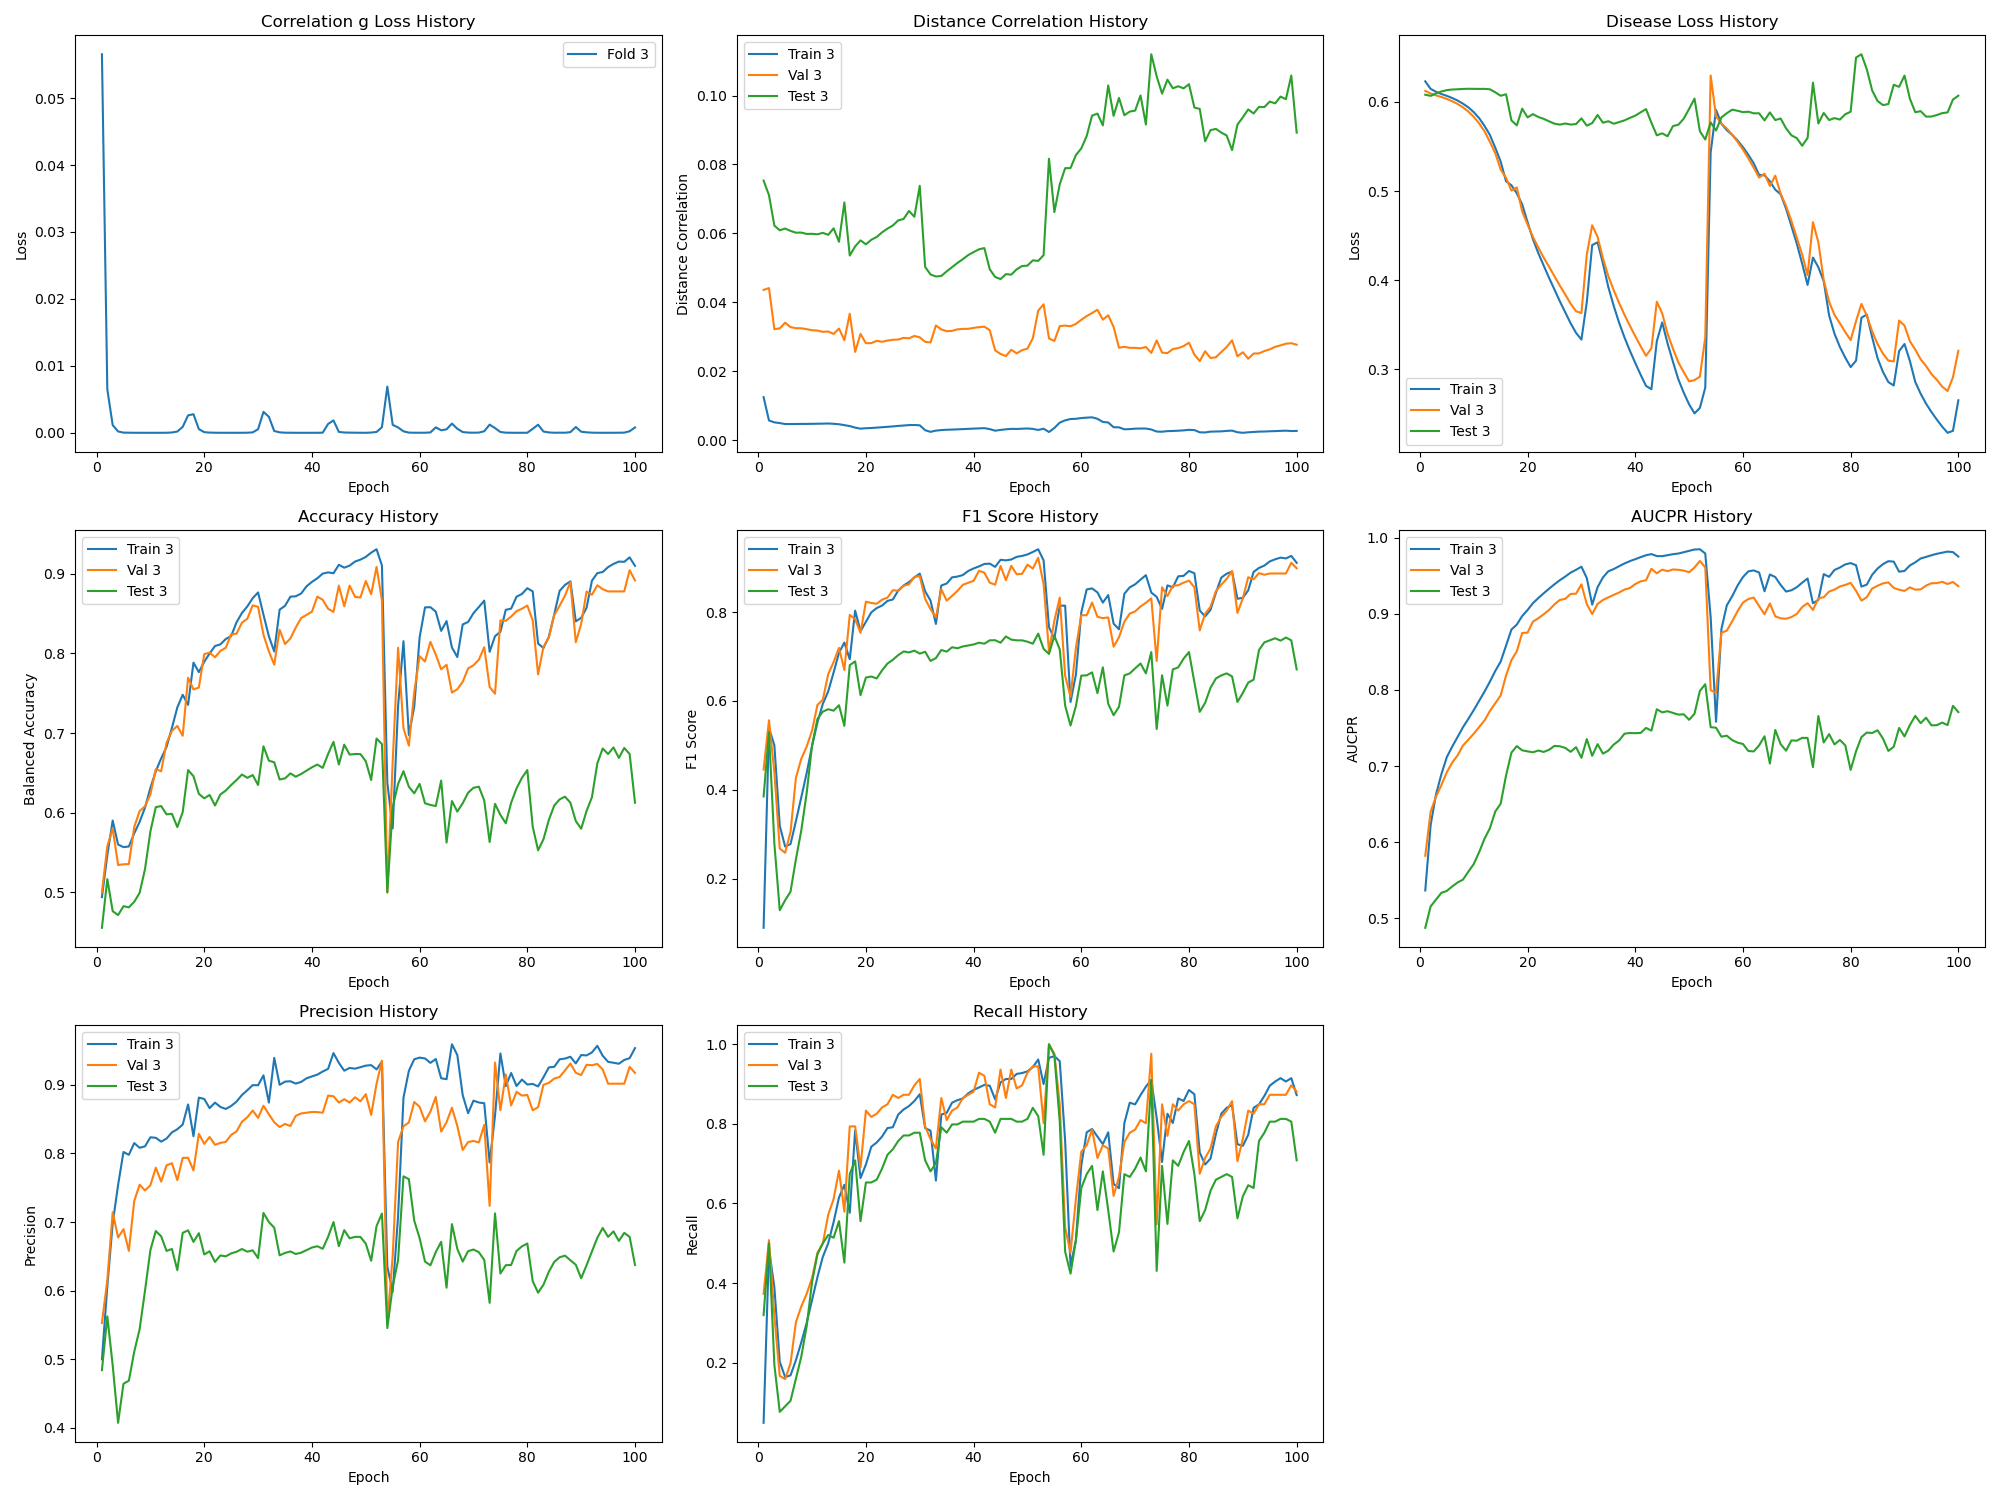 Correlation g Loss History
Fold 3
0.05
0.04
0.03
0.02
0.01
0.00
Loss
0 20 40 60 80 100
Epoch
Distance Correlation History
Train 3
Val 3
Test 3
0.10
0.08
0.06
0.04
0.02
0.00
Distance Correlation
0 20 40 60 80 100
Epoch
Disease Loss History
0.6
0.5
0.4
0.3
Loss
Train 3
Val 3
Test 3
0 20 40 60 80 100
Epoch
Accuracy History
Train 3
Val 3
Test 3
0.9
0.8
0.7
0.6
0.5
Balanced Accuracy
0 20 40 60 80 100
Epoch
F1 Score History
Train 3
Val 3
Test 3
0.8
0.6
0.4
0.2
F1 Score
0 20 40 60 80 100
Epoch
AUCPR History
Train 3
Val 3
Test 3
1.0
0.9
0.8
0.7
0.6
0.5
AUCPR
0 20 40 60 80 100
Epoch
Precision History
Train 3
Val 3
Test 3
0.9
0.8
0.7
0.6
0.5
0.4
Precision
0 20 40 60 80 100
Epoch
Recall History
Train 3
Val 3
Test 3
1.0
0.8
0.6
0.4
0.2
Recall
0 20 40 60 80 100
Epoch